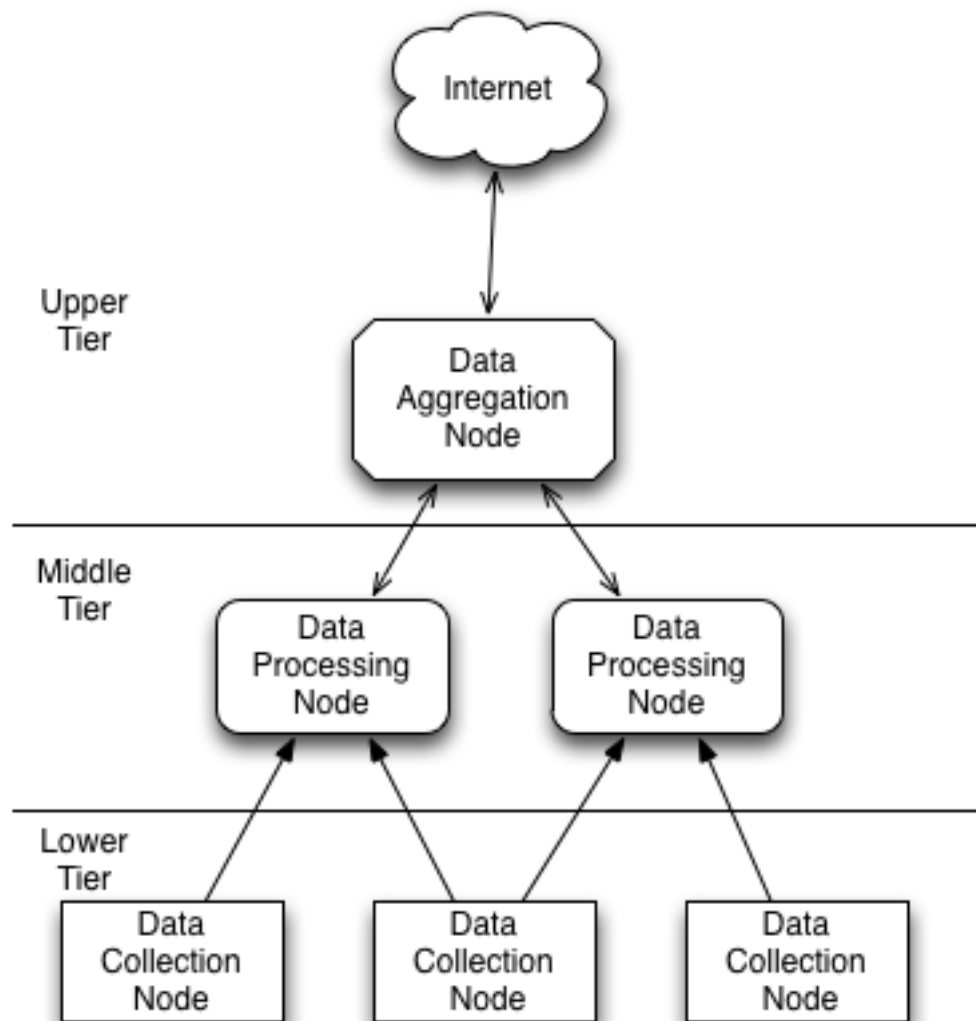 Internet
Upper
Tier
Data
Aggregation
Node
Middle
Tier
Data
Processing
Node
Data
Processing
Node
Lower
Tier
Data
Collection
Node
Data
Collection
Node
Data
Collection
Node